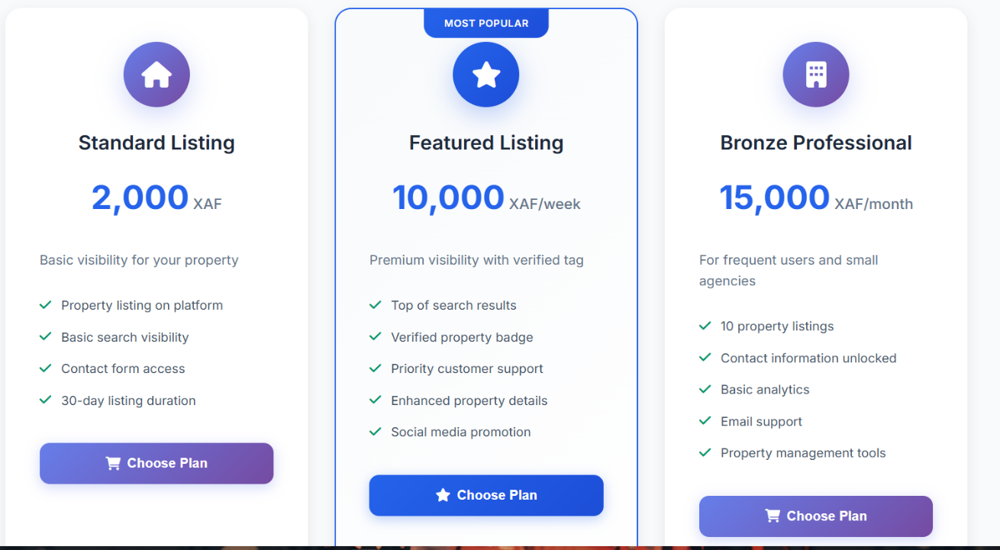 Standard Listing
2,000 XAF
Basic visibility for your property
Property listing on platform
Basic search visibility
Contact form access
30-day listing duration
Choose Plan
MOST POPULAR
Featured Listing
10,000 XAF/week
Premium visibility with verified tag
Top of search results
Verified property badge
Priority customer support
Enhanced property details
Social media promotion
Choose Plan
Bronze Professional
15,000 XAF/month
For frequent users and small
agencies
10 property listings
Contact information unlocked
Basic analytics
Email support
Property management tools
Choose Plan